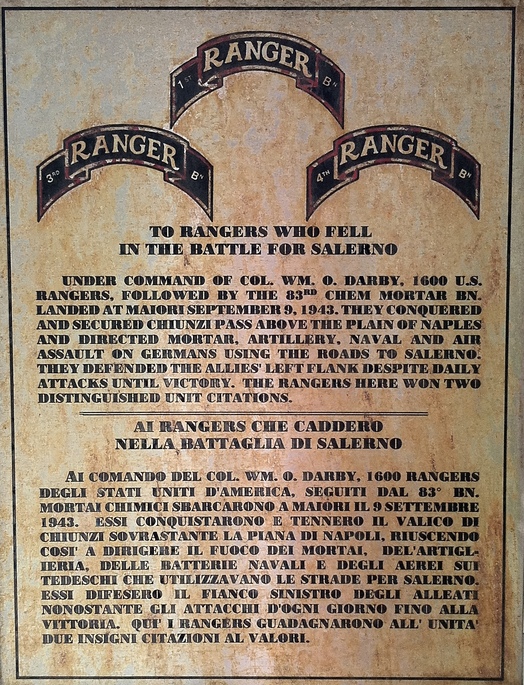 RANGER
1ST BN
RANGER
3RD BN
RANGER
4TH BN
TO RANGERS WHO FELL
IN THE BATTLE FOR SALERNO
UNDER COMMAND OF COL. WM. O. DARBY, 1600 U.S.
RANGERS, FOLLOWED BY THE 83RD CHEM MORTAR BN.
LANDED AT MAIORI SEPTEMBER 9, 1943. THEY CONQUERED
AND SECURED CHIUNZI PASS ABOVE THE PLAIN OF NAPLES
AND DIRECTED MORTAR, ARTILLERY, NAVAL AND AIR
ASSAULT ON GERMANS USING THE ROADS TO SALERNO.
THEY DEFENDED THE ALLIES' LEFT FLANK DESPITE DAILY
ATTACKS UNTIL VICTORY. THE RANGERS HERE WON TWO
DISTINGUISHED UNIT CITATIONS.
AI RANGERS CHE CADDERO
NELLA BATTAGLIA DI SALERNO
AI COMANDO DEL COL. WM. O. DARBY, 1600 RANGERS
DEGLI STATI UNITI D'AMERICA, SEGUITI DAL 83° BN.
MORTAI CHIMICI SBARCARONO A MAIORI IL 9 SETTEMBRE
1943. ESSI CONQUISTARONO E TENNERO IL VALICO DI
CHIUNZI SOVRASTANTE LA PIANA DI NAPOLI, RIUSCENDO
COSI' A DIRIGERE IL FUOCO DEI MORTAI, DEL'ARTIGL-
IERIA, DELLE BATTERIE NAVALI E DEGLI AEREI SUI
TEDESCHI CHE UTILIZZAVANO LE STRADE PER SALERNO.
ESSI DIFESERO IL FIANCO SINISTRO DEGLI ALLEATI
NONOSTANTE GLI ATTACCHI D'OGNI GIORNO FINO ALLA
VITTORIA. QUI' I RANGERS GUADAGNARONO ALL' UNITA'
DUE INSIGNI CITAZIONI AL VALORI.